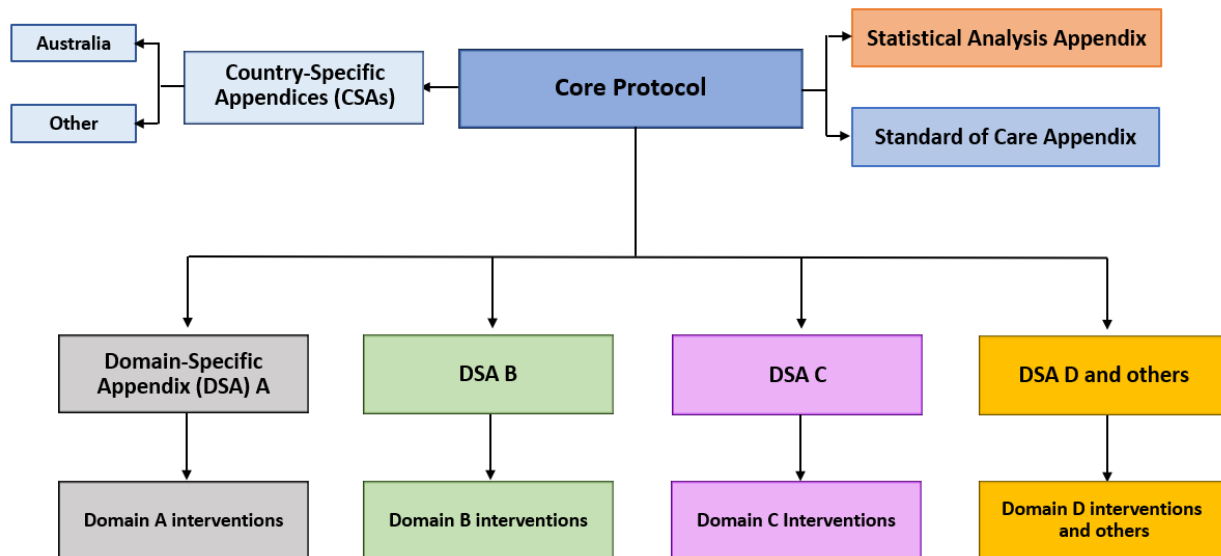 Australia
Other
Country-Specific
Appendices (CSAs)
Core Protocol
Statistical Analysis Appendix
Standard of Care Appendix
Domain-Specific
Appendix (DSA) A
DSA B
DSA C
DSA D and others
Domain A interventions
Domain B interventions
Domain C Interventions
Domain D interventions
and others